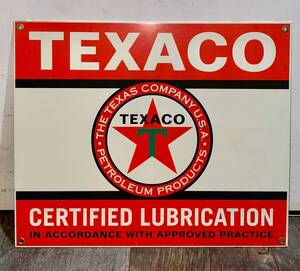 TEXACO
THE TEXAS COMPANY U.S.A.
TEXACO
T
PETROLEUM PRODUCTS
CERTIFIED LUBRICATION
IN ACCORDANCE WITH APPROVED PRACTICE